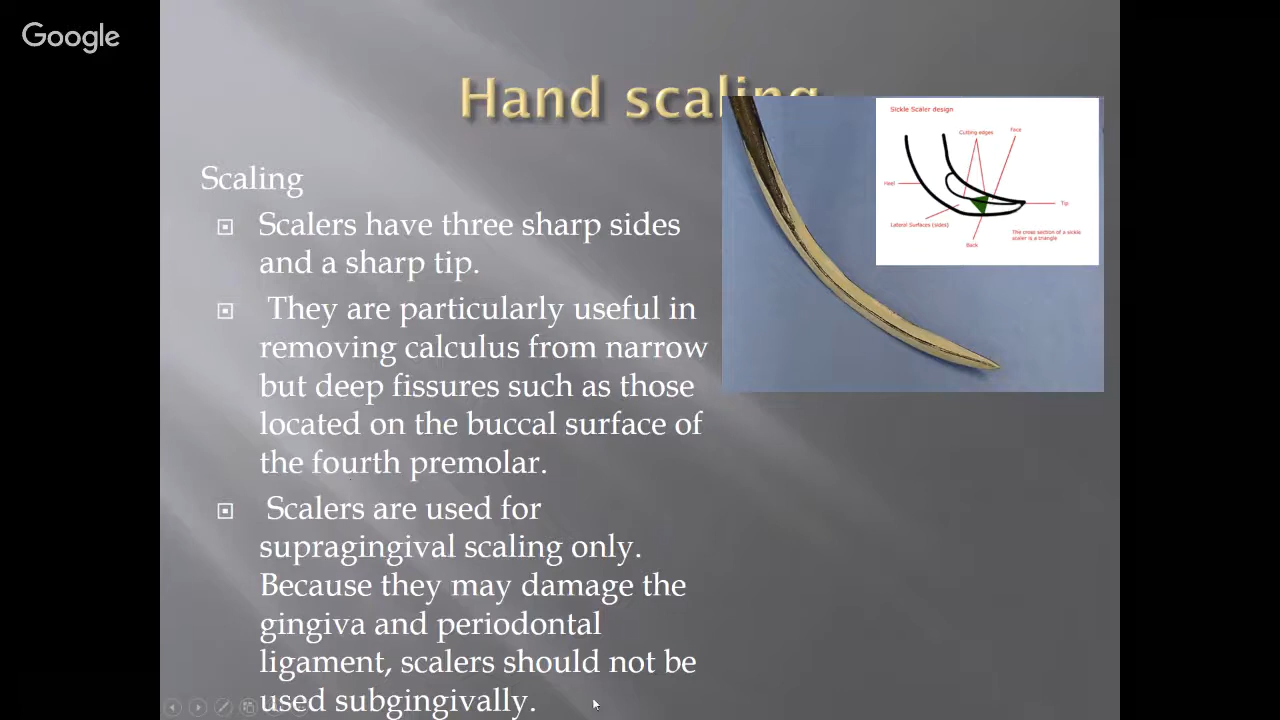 Google
Hand scaling
Scaling
Scalers have three sharp sides
and a sharp tip.
They are particularly useful in
removing calculus from narrow
but deep fissures such as those
located on the buccal surface of
the fourth premolar.
Scalers are used for
supragingival scaling only.
Because they may damage the
gingiva and periodontal
ligament, scalers should not be
used subgingivally.
Sickle Scaler design
Cutting edges
Face
Heel
Tip
Lateral Surfaces (sides)
Back
The cross section of a sickle
scaler is a triangle